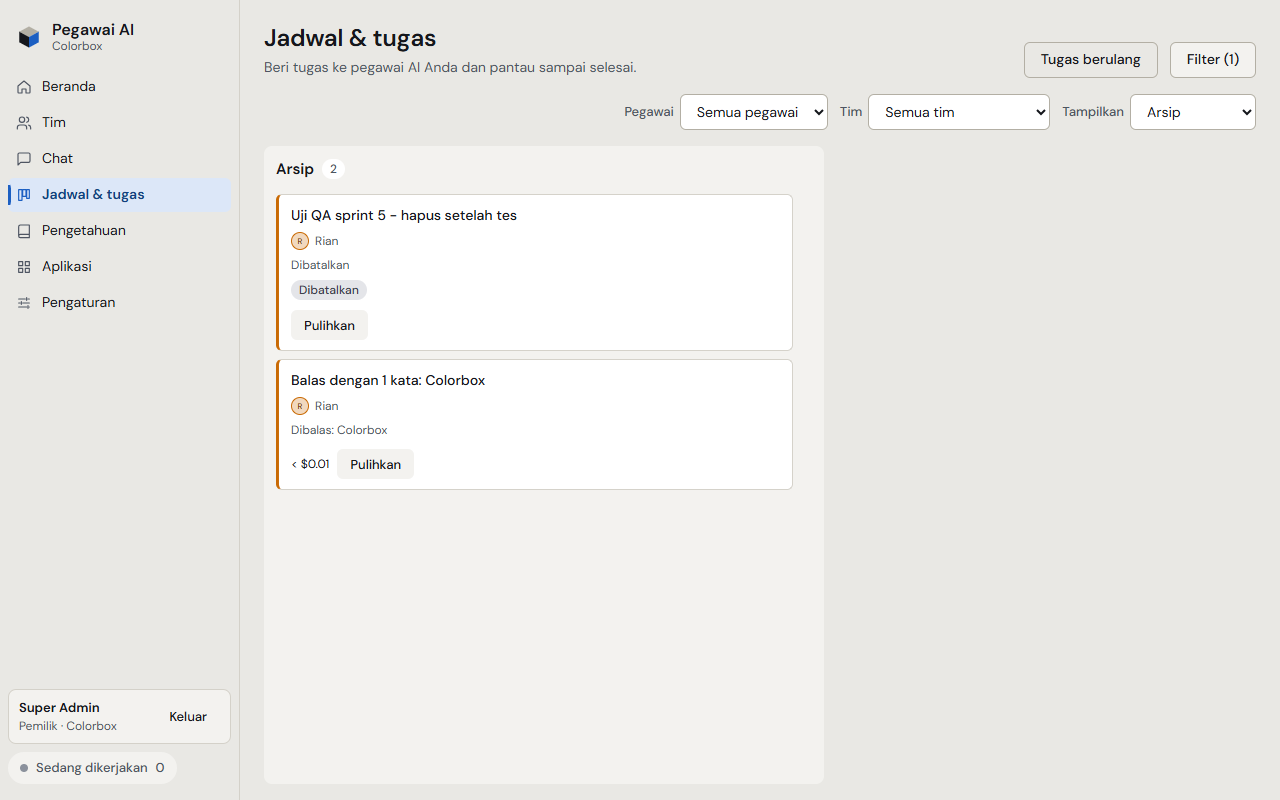 Pegawai AI
Colorbox
Beranda
Tim
Chat
Jadwal & tugas
Pengetahuan
Aplikasi
Pengaturan
Super Admin
Pemilik · Colorbox
Keluar
Sedang dikerjakan 0
Jadwal & tugas
Beri tugas ke pegawai AI Anda dan pantau sampai selesai.
Tugas berulang
Filter (1)
Pegawai Semua pegawai Tim Semua tim Tampilkan Arsip
Arsip 2
Uji QA sprint 5 - hapus setelah tes
R Rian
Dibatalkan
Dibatalkan
Pulihkan
Balas dengan 1 kata: Colorbox
R Rian
Dibalas: Colorbox
< $0.01 Pulihkan